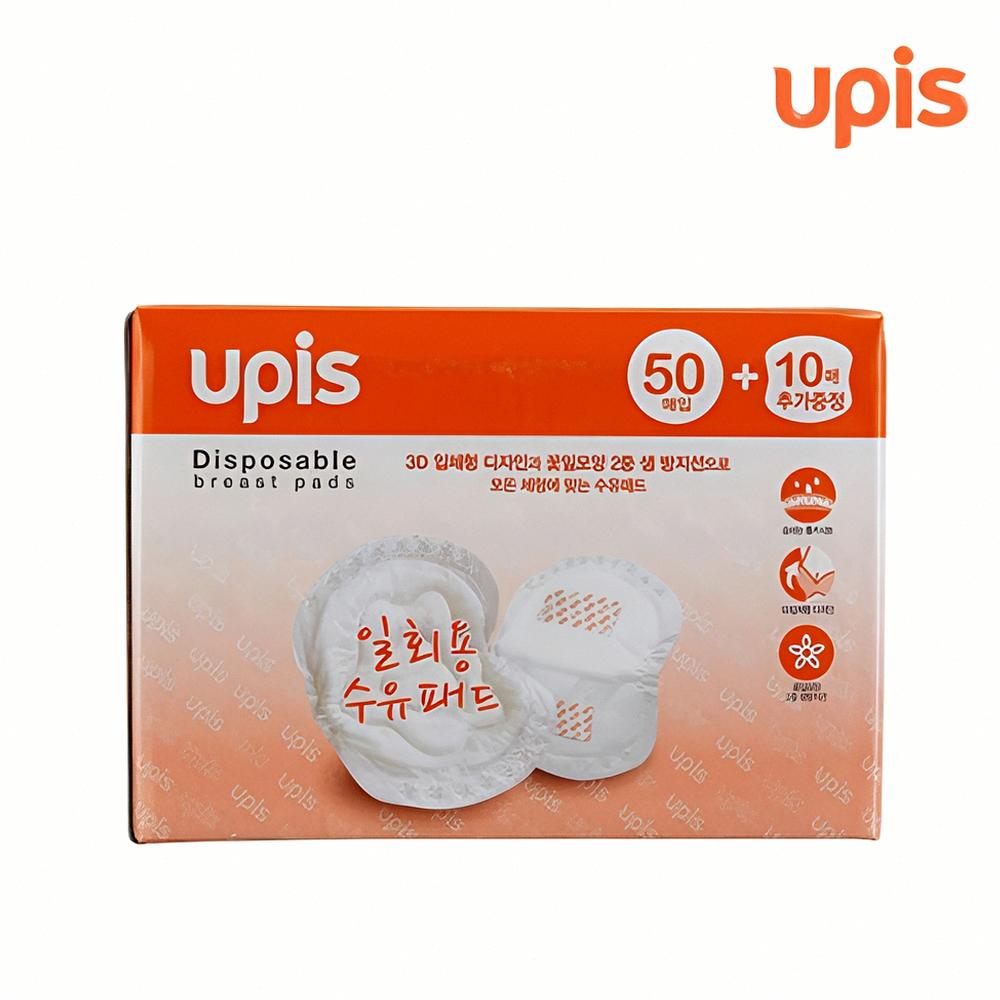 upis
upis
50
매입
+
10매
추가증정
Disposable
breast pads
3D 입체형 디자인과 꽃잎모양 2중 샘 방지선으로
모든 체형에 맞는 수유패드
일회용
수유패드